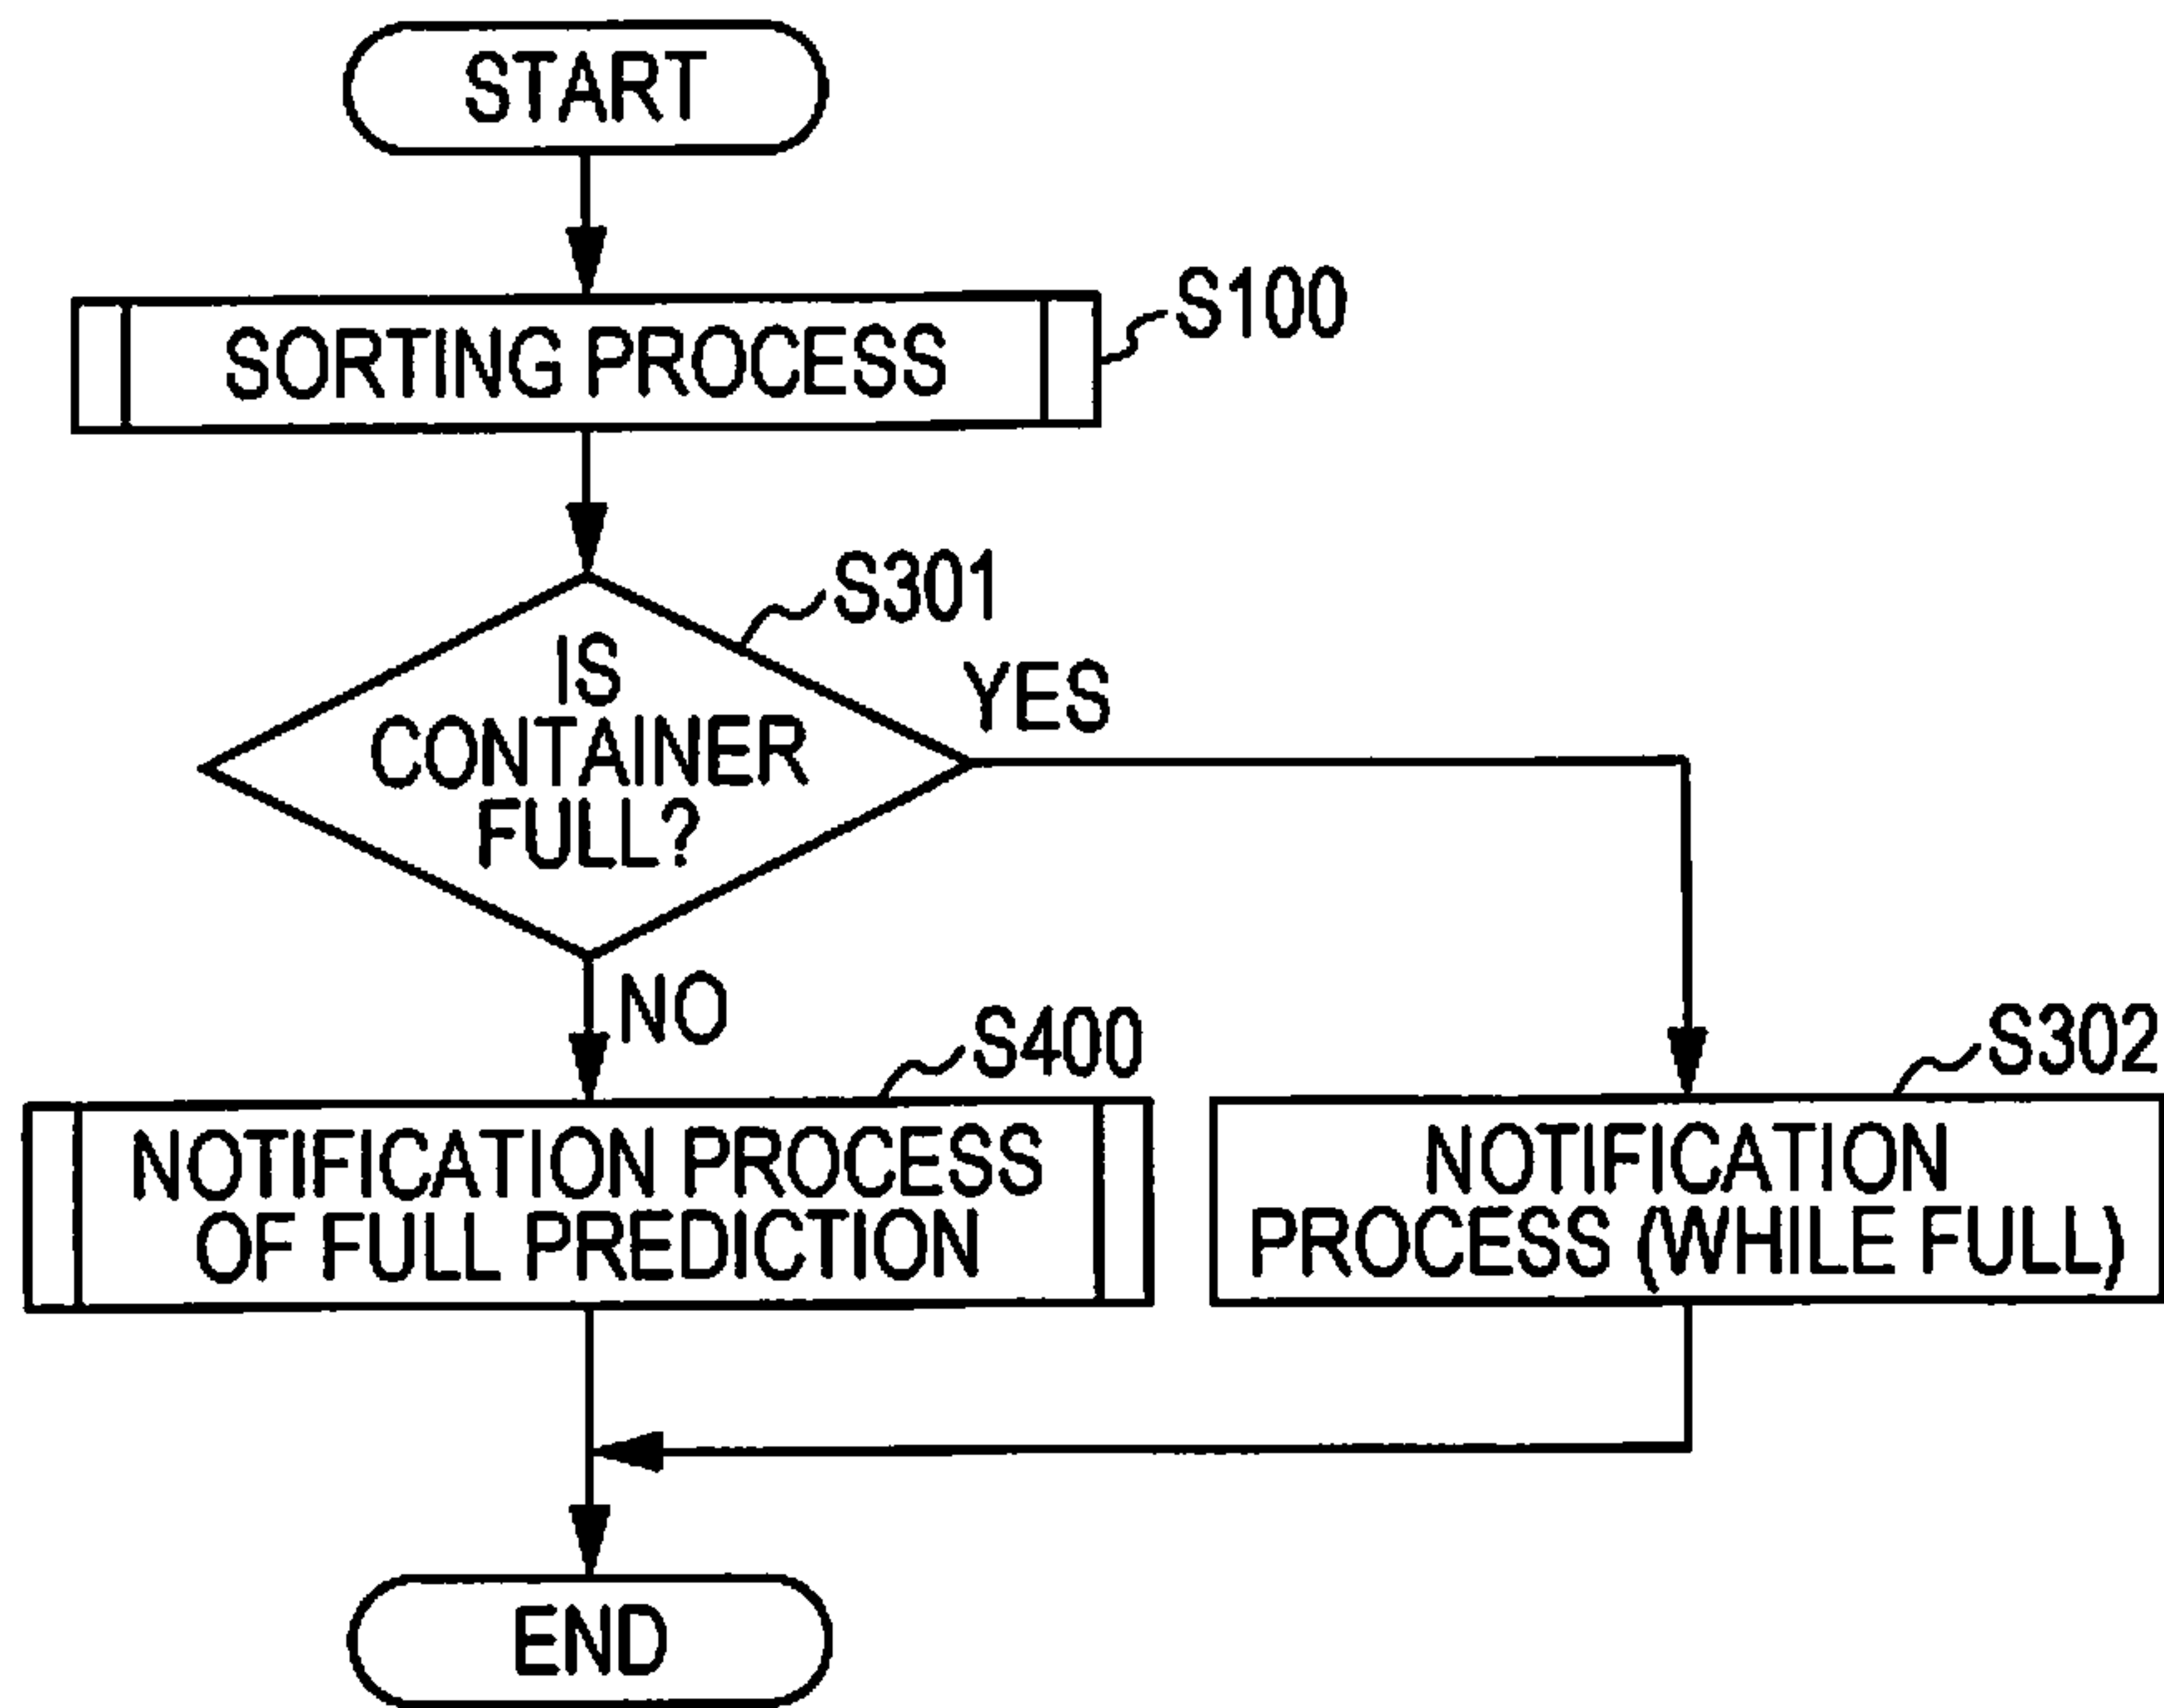 START
SORTING PROCESS
S100
S301
IS
CONTAINER
FULL?
YES
NO
S400
NOTIFICATION PROCESS
OF FULL PREDICTION
S302
NOTIFICATION
PROCESS (WHILE FULL)
END